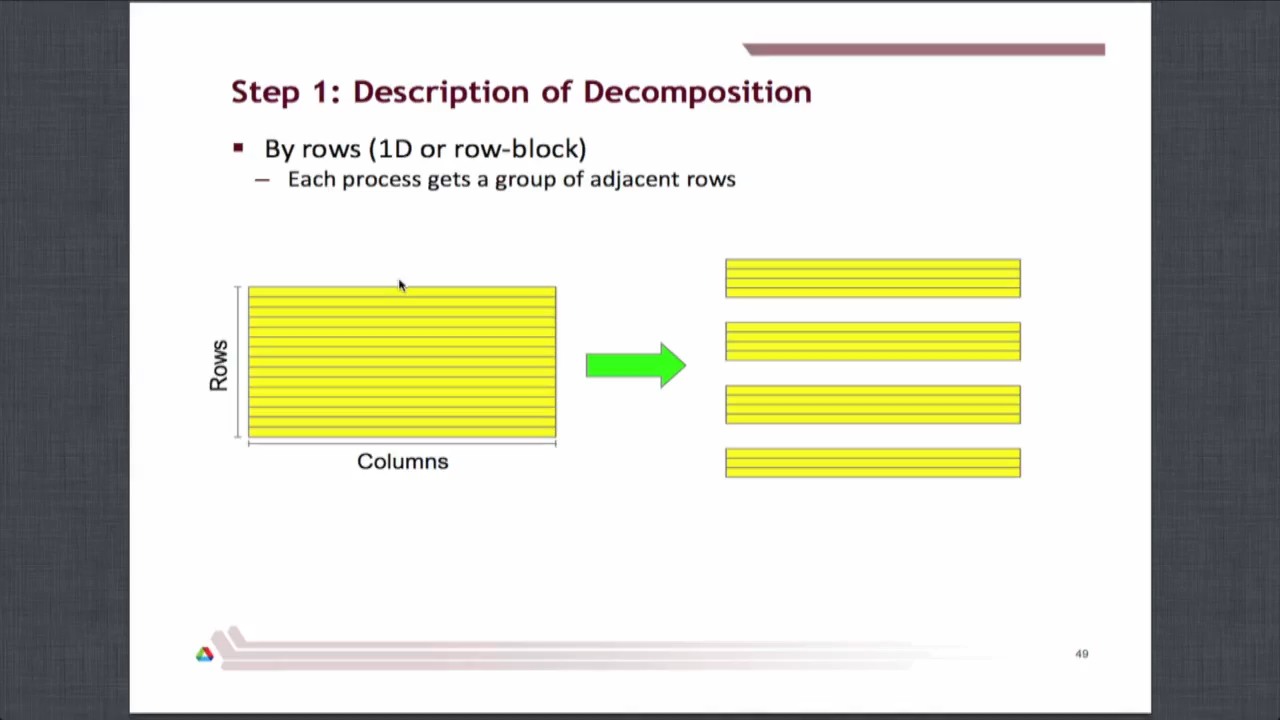 Step 1: Description of Decomposition
By rows (1D or row-block)
— Each process gets a group of adjacent rows
Rows
Columns
49